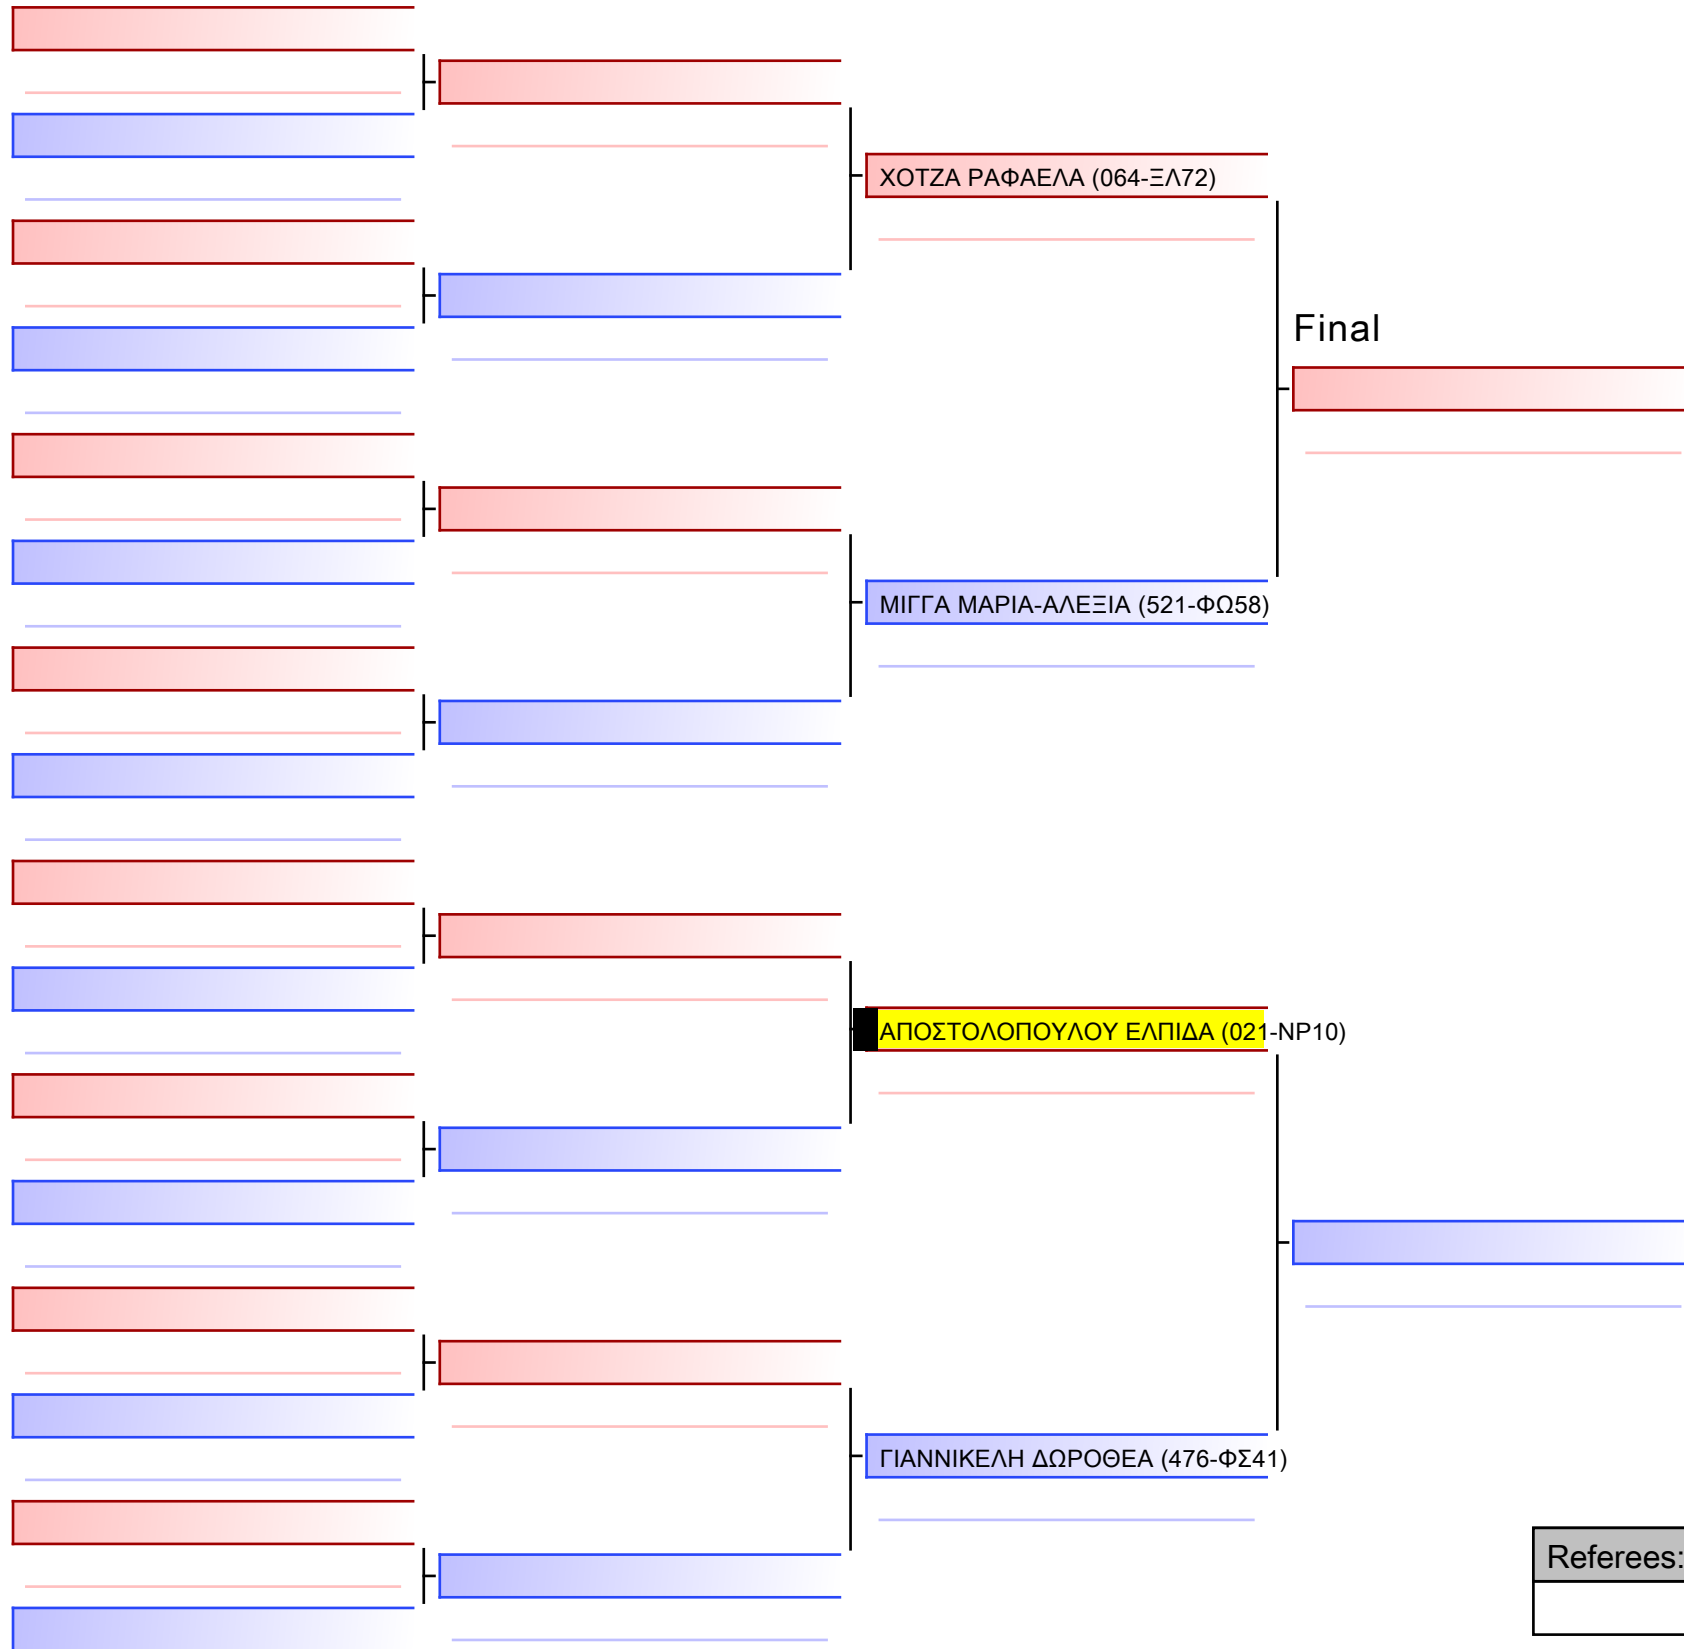 ΧΟΤΖΑ ΡΑΦΑΕΛΑ (064-ΞΛ72)
Final
ΜΙΓΓΑ ΜΑΡΙΑ-ΑΛΕΞΙΑ (521-ΦΩ58)
ΑΠΟΣΤΟΛΟΠΟΥΛΟΥ ΕΛΠΙΔΑ (021-ΝΡ10)
ΓΙΑΝΝΙΚΕΛΗ ΔΩΡΟΘΕΑ (476-ΦΣ41)
Referees: